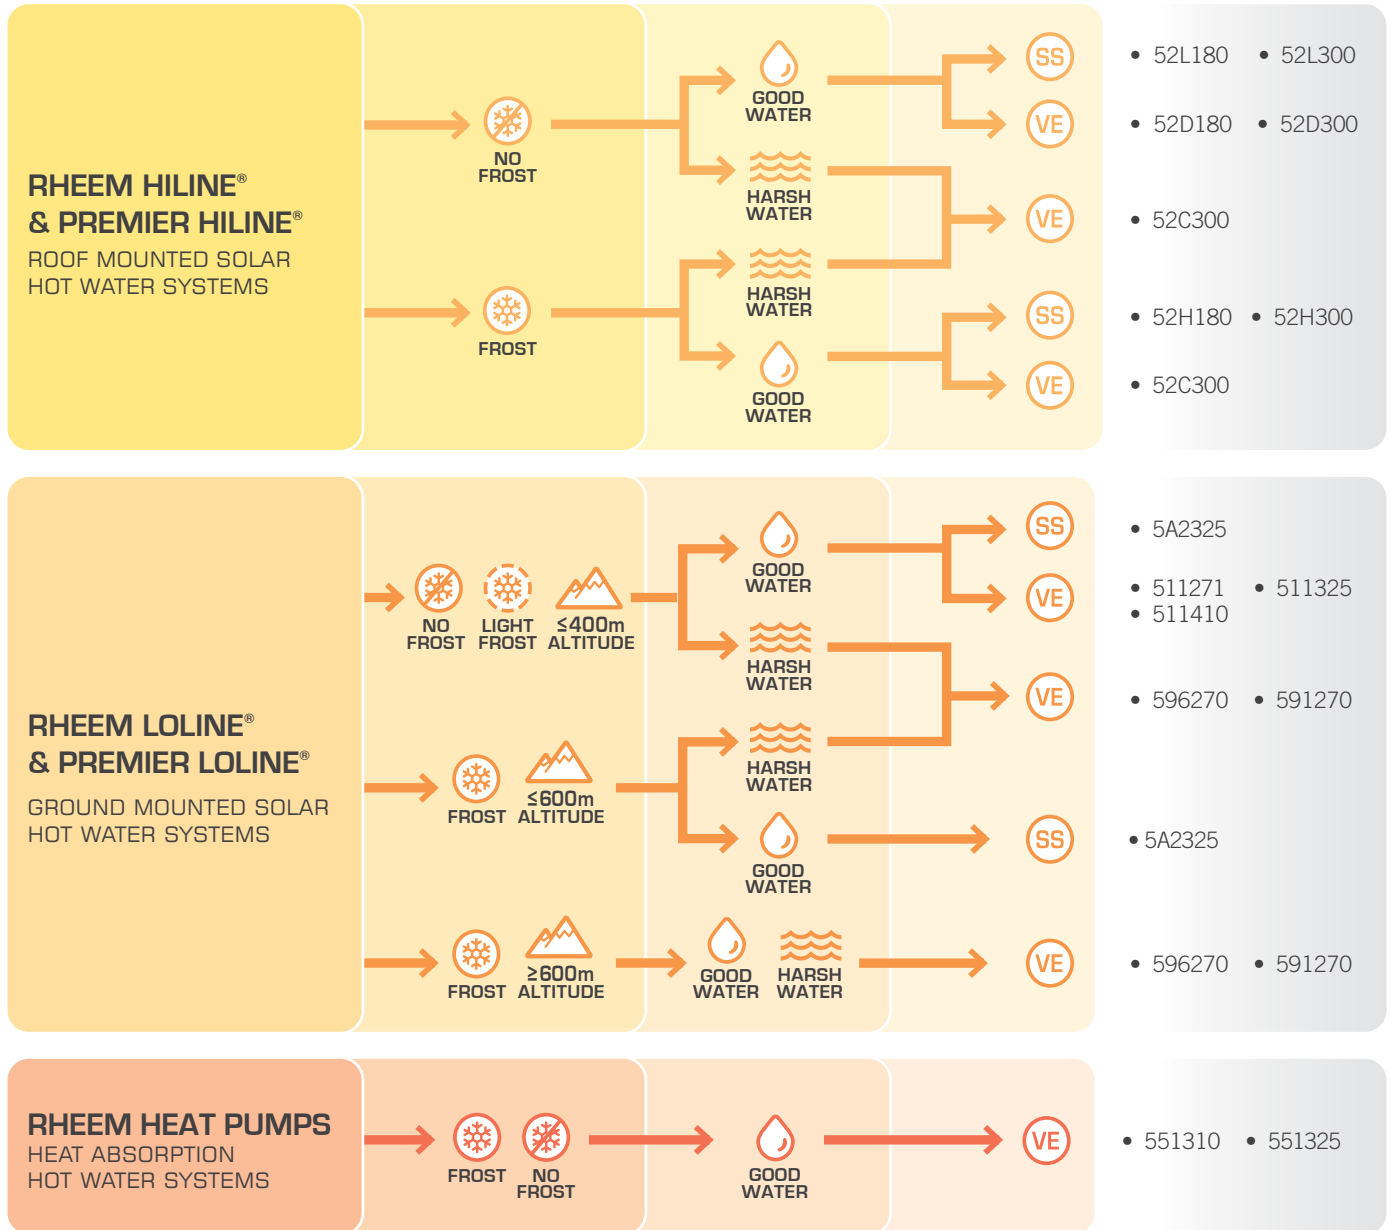 RHEEM HILINE®
& PREMIER HILINE®
ROOF MOUNTED SOLAR
HOT WATER SYSTEMS
NO
FROST
FROST
GOOD
WATER
HARSH
WATER
HARSH
WATER
GOOD
WATER
SS
VE
VE
SS
VE
• 52L180 • 52L300
• 52D180 • 52D300
• 52C300
• 52H180 • 52H300
• 52C300
RHEEM LOLINE®
& PREMIER LOLINE®
GROUND MOUNTED SOLAR
HOT WATER SYSTEMS
NO
FROST
LIGHT
FROST
≤400m
ALTITUDE
FROST
≤600m
ALTITUDE
FROST
≥600m
ALTITUDE
GOOD
WATER
HARSH
WATER
HARSH
WATER
GOOD
WATER
GOOD
WATER
HARSH
WATER
SS
VE
VE
SS
VE
• 5A2325
• 511271 • 511325
• 511410
• 596270 • 591270
• 5A2325
• 596270 • 591270
RHEEM HEAT PUMPS
HEAT ABSORPTION
HOT WATER SYSTEMS
FROST
NO
FROST
GOOD
WATER
VE
• 551310 • 551325